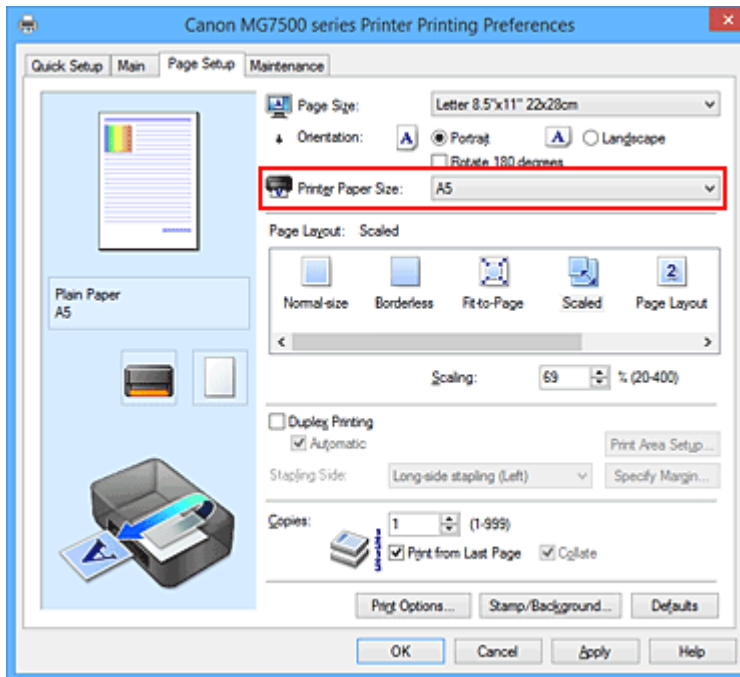 Canon MG7500 series Printer Printing Preferences
Quick Setup Main Page Setup Maintenance
Page Size: Letter 8.5"x11" 22x28cm
Orientation: A Portrait A Landscape
Rotate 180 degrees
Printer Paper Size: A5
Page Layout: Scaled
Normal-size Borderless Fit-to-Page Scaled Page Layout
Plain Paper
A5
Scaling: 69 % (20-400)
Duplex Printing
Automatic Print Area Setup...
Stapling Side: Long-side stapling (Left) Specify Margin...
Copies: 1 (1-999)
Print from Last Page Collate
Print Options... Stamp/Background... Defaults
OK Cancel Apply Help